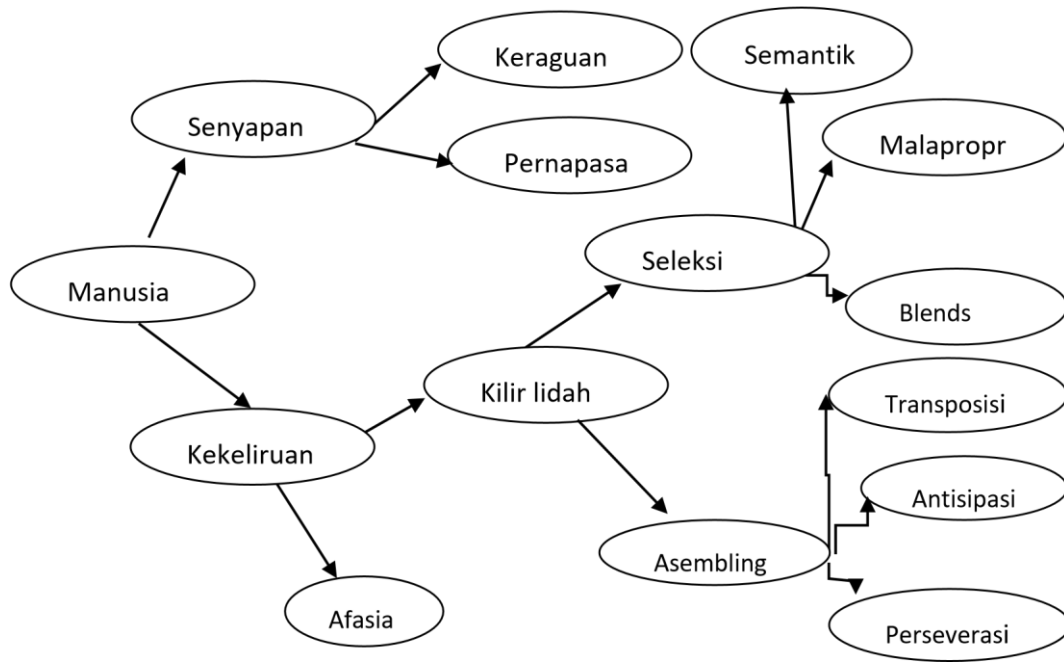 Keraguan
Semantik
Senyapan
Malapropr
Pernapasa
Seleksi
Manusia
Blends
Kilir lidah
Transposisi
Kekeliruan
Antisipasi
Asembling
Afasia
Perseverasi